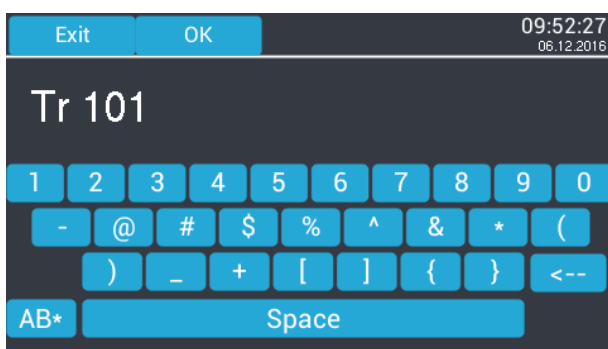 Exit OK 09:52:27
06.12.2016
Tr 101
1 2 3 4 5 6 7 8 9 0
- @ # $ % ^ & * (
) _ + [ ] { } <--
AB* Space